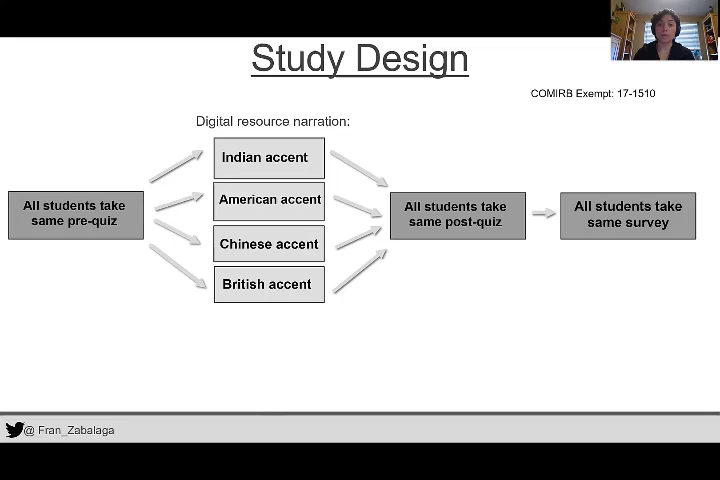 Study Design
COMIRB Exempt: 17-1510
Digital resource narration:
Indian accent
American accent
Chinese accent
British accent
All students take
same pre-quiz
All students take
same post-quiz
All students take
same survey
@ Fran_Zabalaga